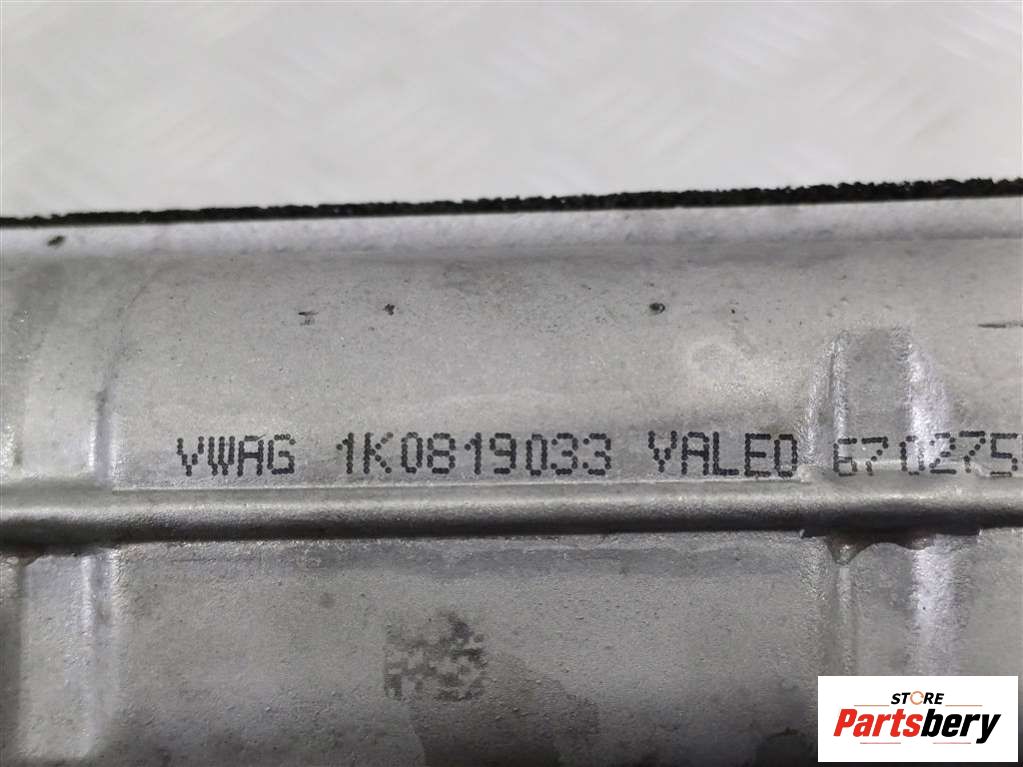 VWAG 1K0819033 VALEO 670275
STORE
Partsbery